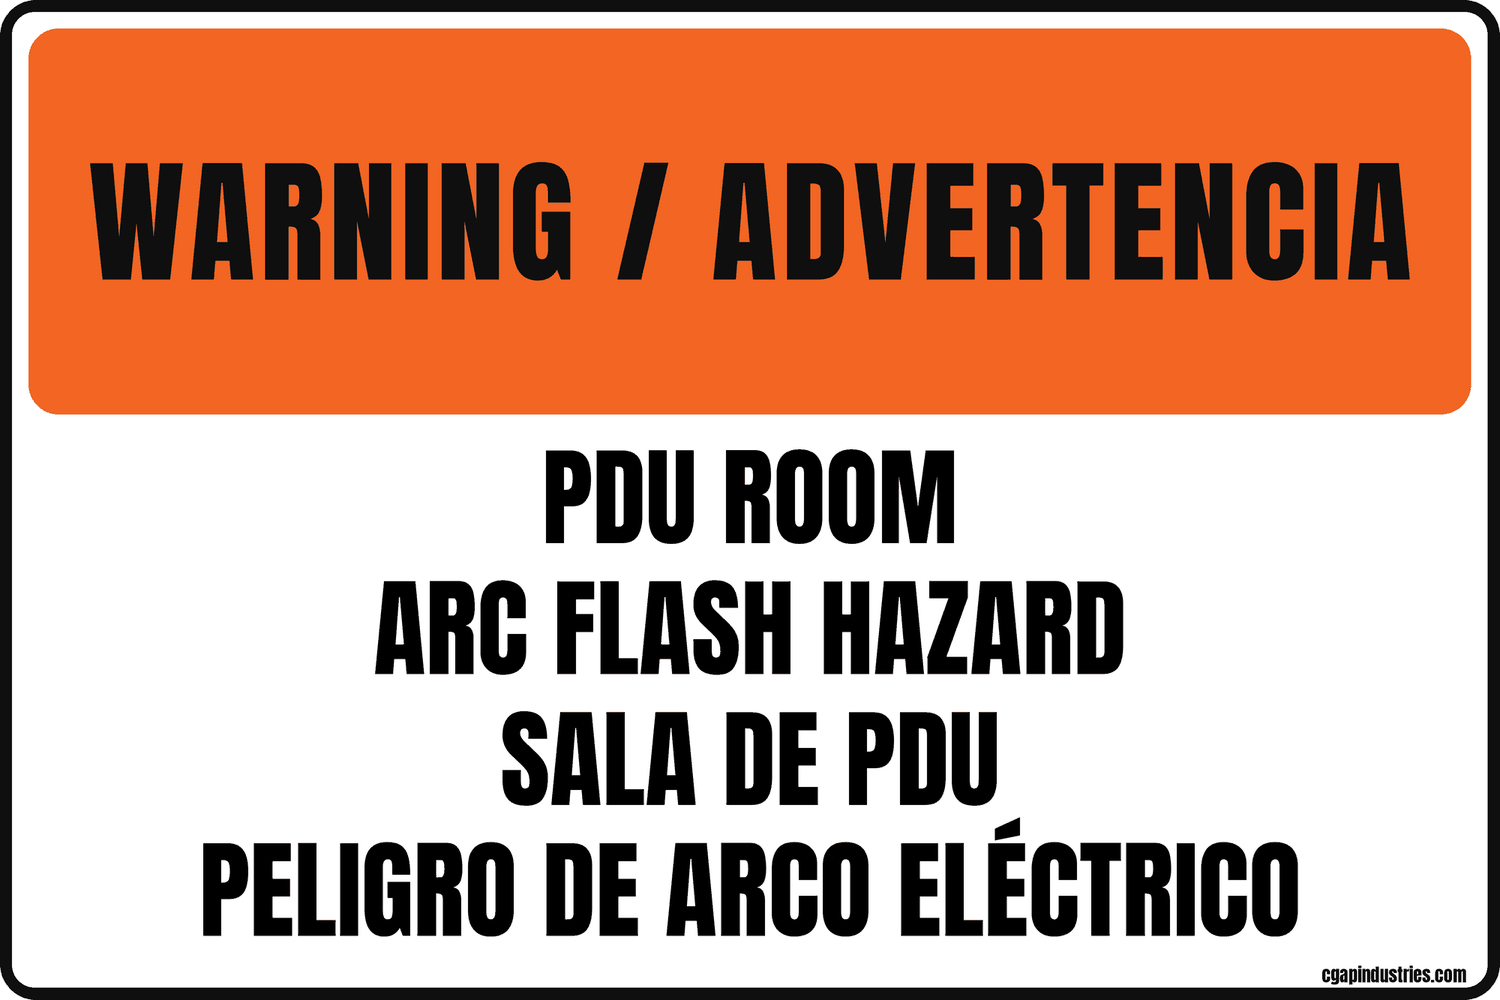 WARNING / ADVERTENCIA
PDU ROOM
ARC FLASH HAZARD
SALA DE PDU
PELIGRO DE ARCO ELÉCTRICO
cgapindustries.com